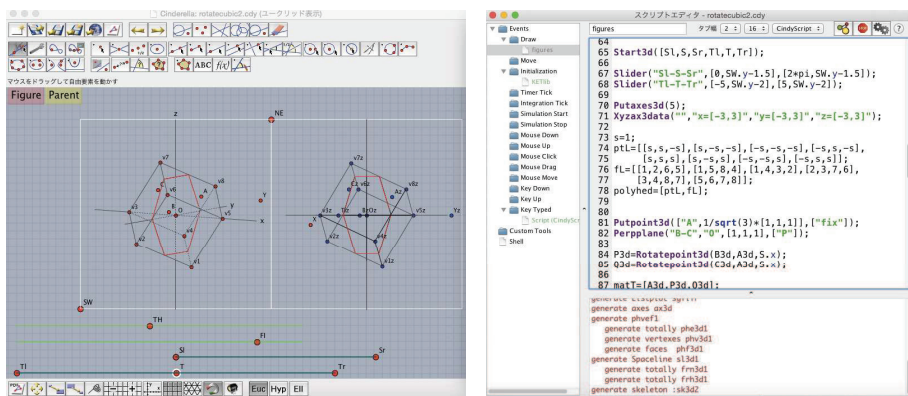 Cinderella: rotatecubic2.cdy (ユークリッド表示)
ABC f(x)
マウスをドラッグして自由要素を動かす
Figure Parent
NE
z
v7
v7z
v8
C
v6
A
Cz v6z
v8z
Az
Y
v3
B
O
v5
y
x
v3z
Tlz
BzOz
v5z
Yz
X
v4
v2
v2z
v4z
v1
v1z
SW
TH
FI
Sl
Sr
Tl
T
Tr
Euc Hyp Ell
スクリプトエディタ - rotatecubic2.cdy
Events
Draw
figures
Move
Initialization
KETlib
Timer Tick
Integration Tick
Simulation Start
Simulation Stop
Mouse Down
Mouse Up
Mouse Click
Mouse Drag
Mouse Move
Key Down
Key Up
Key Typed
Script (CindyScr
Custom Tools
Shell
figures タブ幅 2 16 CindyScript ?
64
65 Start3d([Sl,S,Sr,Tl,T,Tr]);
66
67 Slider("Sl-S-Sr",[0,SW.y-1.5],[2*pi,SW.y-1.5]);
68 Slider("Tl-T-Tr",[-5,SW.y-2],[5,SW.y-2]);
69
70 Putaxes3d(5);
71 Xyzax3data("","x=[-3,3]","y=[-3,3]","z=[-3,3]");
72
73 s=1;
74 ptL=[[s,s,-s],[s,-s,-s],[-s,-s,-s],[-s,s,-s],
75 [s,s,s],[s,-s,s],[-s,-s,s],[-s,s,s]];
76 fL=[[1,2,6,5],[1,5,8,4],[1,4,3,2],[2,3,7,6],
77 [3,4,8,7],[5,6,7,8]];
78 polyhed=[ptL,fL];
79
80
81 Putpoint3d(["A",1/sqrt(3)*[1,1,1]],["fix"]);
82 Perpplane("B-C","O",[1,1,1],["P"]);
83
84 P3d=Rotatepoint3d(B3d,A3d,S.x);
85 Q3d=Rotatepoint3d(C3d,A3d,S.x);
86
87 matT=[A3d,P3d,Q3d];
generate axes ax3d
generate phvef1
generate totally phe3d1
generate vertexes phv3d1
generate faces phf3d1
generate Spaceline sl3d1
generate totally frn3d1
generate totally frh3d1
generate skeleton :sk3d2